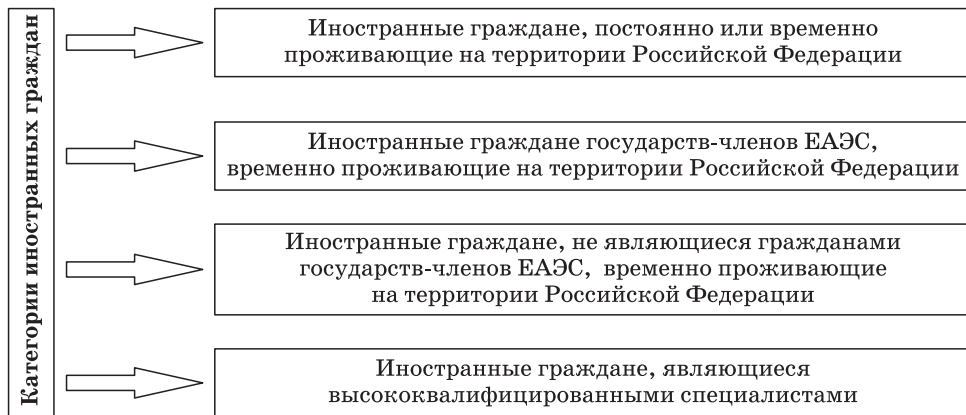 Категории иностранных граждан
Иностранные граждане, постоянно или временно
проживающие на территории Российской Федерации
Иностранные граждане государств-членов ЕАЭС,
временно проживающие на территории Российской Федерации
Иностранные граждане, не являющиеся гражданами
государств-членов ЕАЭС, временно проживающие
на территории Российской Федерации
Иностранные граждане, являющиеся
высококвалифицированными специалистами